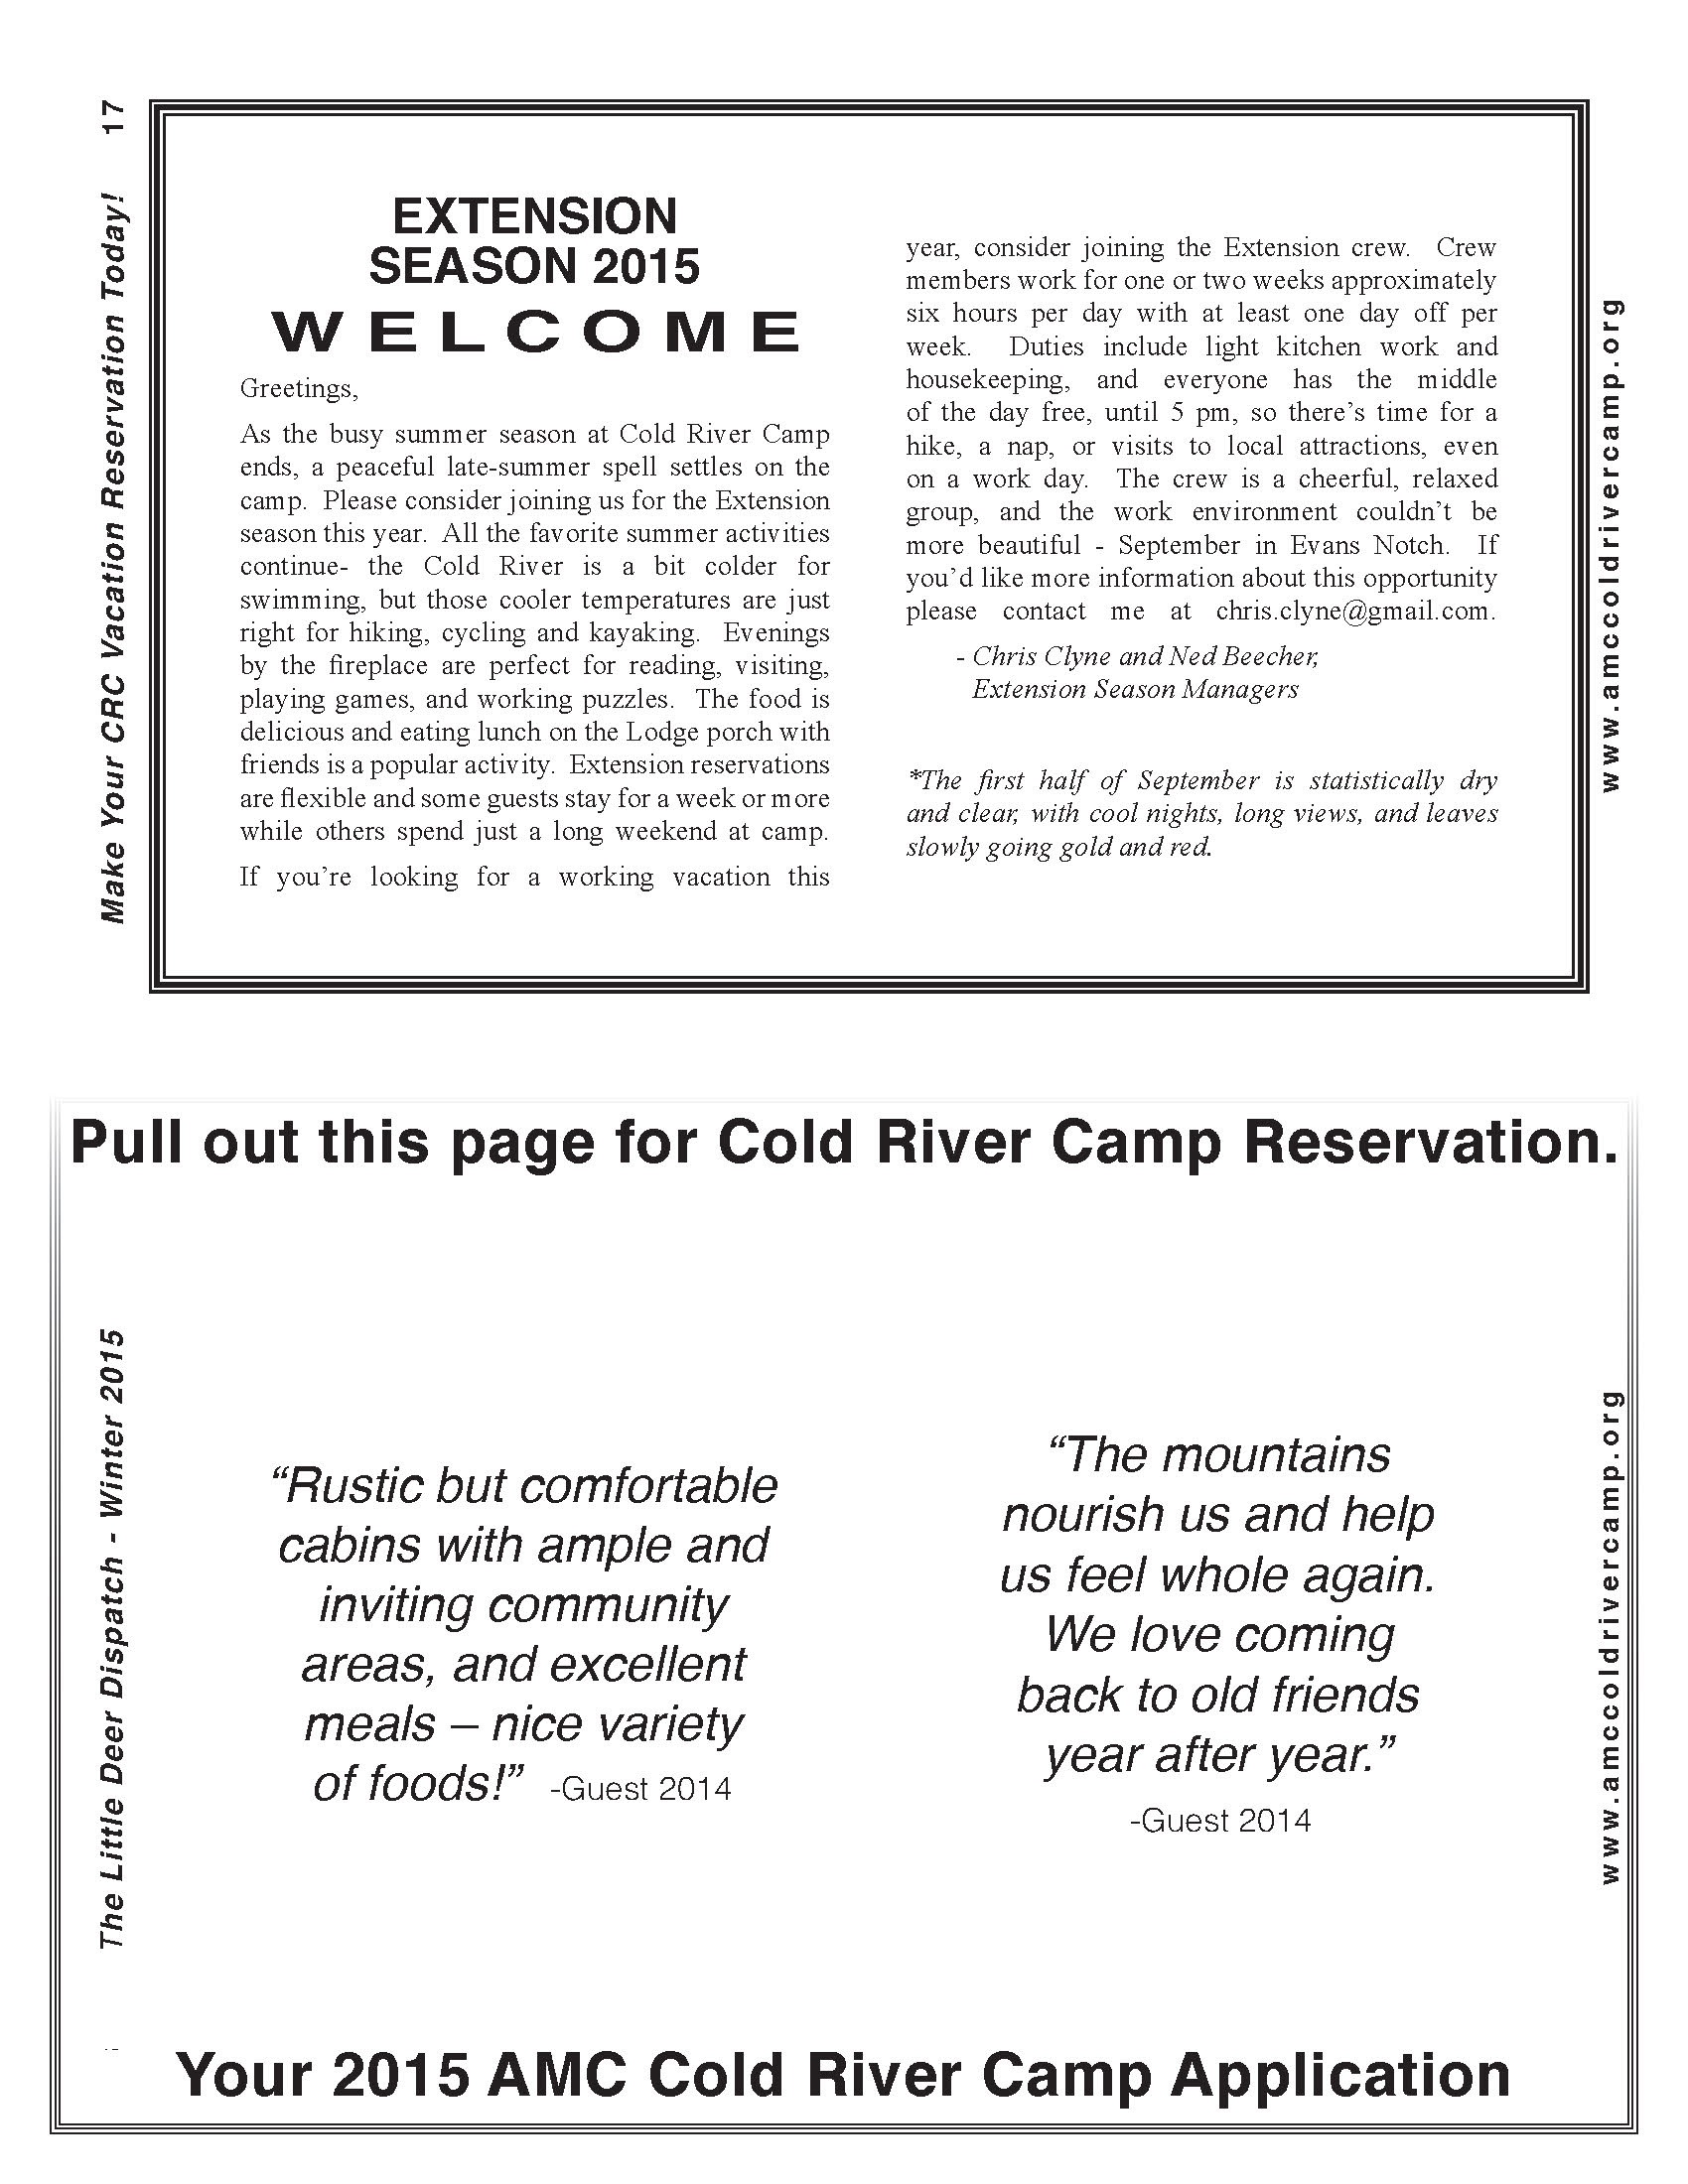 Make Your CRC Vacation Reservation Today! 17
EXTENSION
SEASON 2015
WELCOME
Greetings,
As the busy summer season at Cold River Camp
ends, a peaceful late-summer spell settles on the
camp. Please consider joining us for the Extension
season this year. All the favorite summer activities
continue- the Cold River is a bit colder for
swimming, but those cooler temperatures are just
right for hiking, cycling and kayaking. Evenings
by the fireplace are perfect for reading, visiting,
playing games, and working puzzles. The food is
delicious and eating lunch on the Lodge porch with
friends is a popular activity. Extension reservations
are flexible and some guests stay for a week or more
while others spend just a long weekend at camp.
If you’re looking for a working vacation this
year, consider joining the Extension crew. Crew
members work for one or two weeks approximately
six hours per day with at least one day off per
week. Duties include light kitchen work and
housekeeping, and everyone has the middle
of the day free, until 5 pm, so there’s time for a
hike, a nap, or visits to local attractions, even
on a work day. The crew is a cheerful, relaxed
group, and the work environment couldn’t be
more beautiful - September in Evans Notch. If
you’d like more information about this opportunity
please contact me at chris.clyne@gmail.com.
- Chris Clyne and Ned Beecher,
Extension Season Managers
*The first half of September is statistically dry
and clear, with cool nights, long views, and leaves
slowly going gold and red.
www.amccoldrivercamp.org
Pull out this page for Cold River Camp Reservation.
The Little Deer Dispatch - Winter 2015
“Rustic but comfortable
cabins with ample and
inviting community
areas, and excellent
meals – nice variety
of foods!” -Guest 2014
“The mountains
nourish us and help
us feel whole again.
We love coming
back to old friends
year after year.”
-Guest 2014
www.amccoldrivercamp.org
Your 2015 AMC Cold River Camp Application